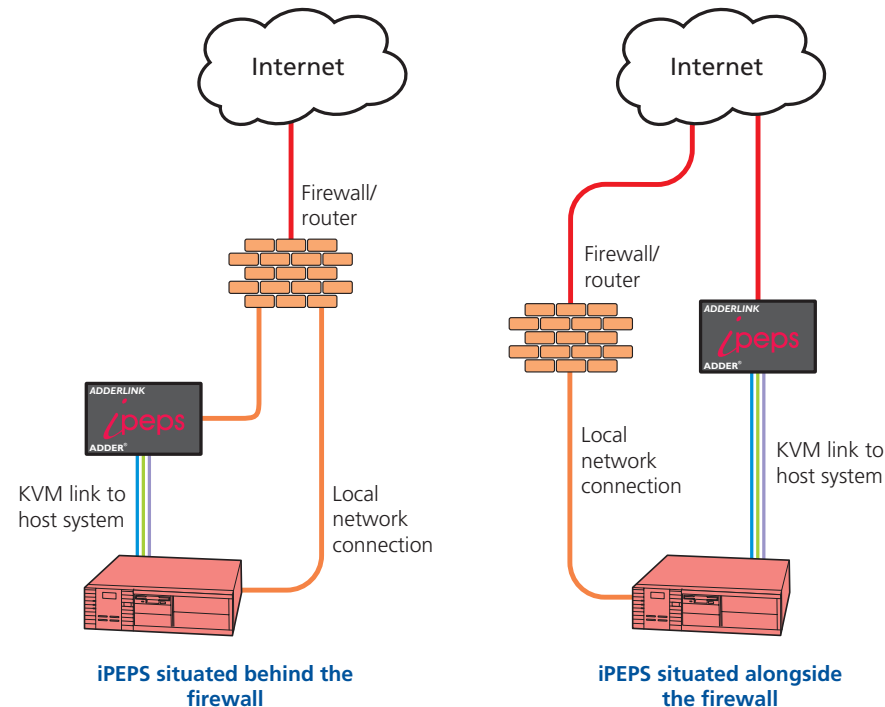 Internet
Firewall/
router
ADDERLINK
ipeps
ADDER®
KVM link to
host system
Local
network
connection
iPEPS situated behind the
firewall
Internet
Firewall/
router
ADDERLINK
ipeps
ADDER®
Local
network
connection
KVM link to
host system
iPEPS situated alongside
the firewall